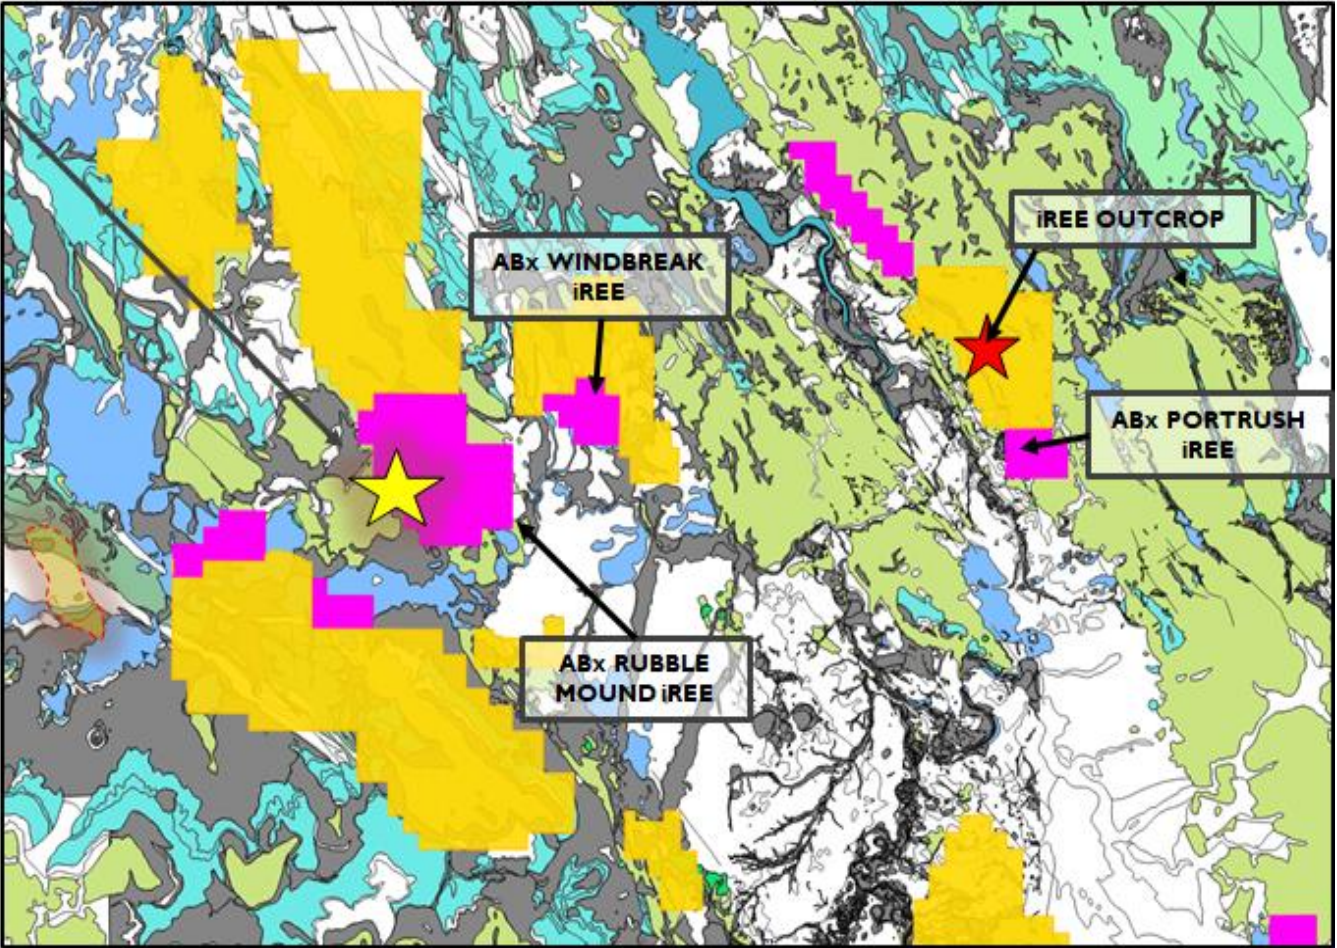 iREE OUTCROP
ABx WINDBREAK
iREE
ABx PORTRUSH
iREE
ABx RUBBLE
MOUND iREE